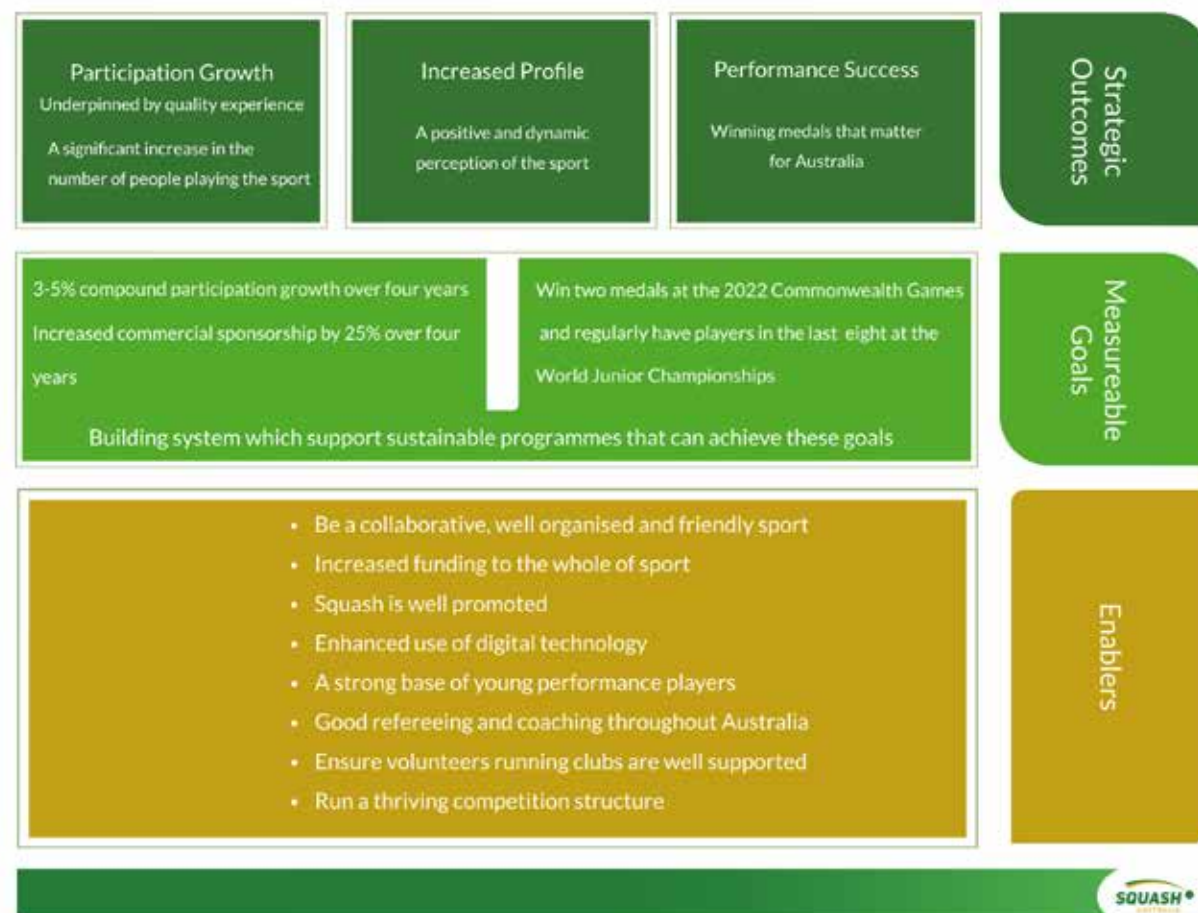 Participation Growth
Underpinned by quality experience
A significant increase in the
number of people playing the sport
Increased Profile
A positive and dynamic
perception of the sport
Performance Success
Winning medals that matter
for Australia
Strategic
Outcomes
3-5% compound participation growth over four years
Increased commercial sponsorship by 25% over four
years
Win two medals at the 2022 Commonwealth Games
and regularly have players in the last eight at the
World Junior Championships
Building system which support sustainable programmes that can achieve these goals
Measureable
Goals
• Be a collaborative, well organised and friendly sport
• Increased funding to the whole of sport
• Squash is well promoted
• Enhanced use of digital technology
• A strong base of young performance players
• Good refereeing and coaching throughout Australia
• Ensure volunteers running clubs are well supported
• Run a thriving competition structure
Enablers
SQUASH
AUSTRALIA